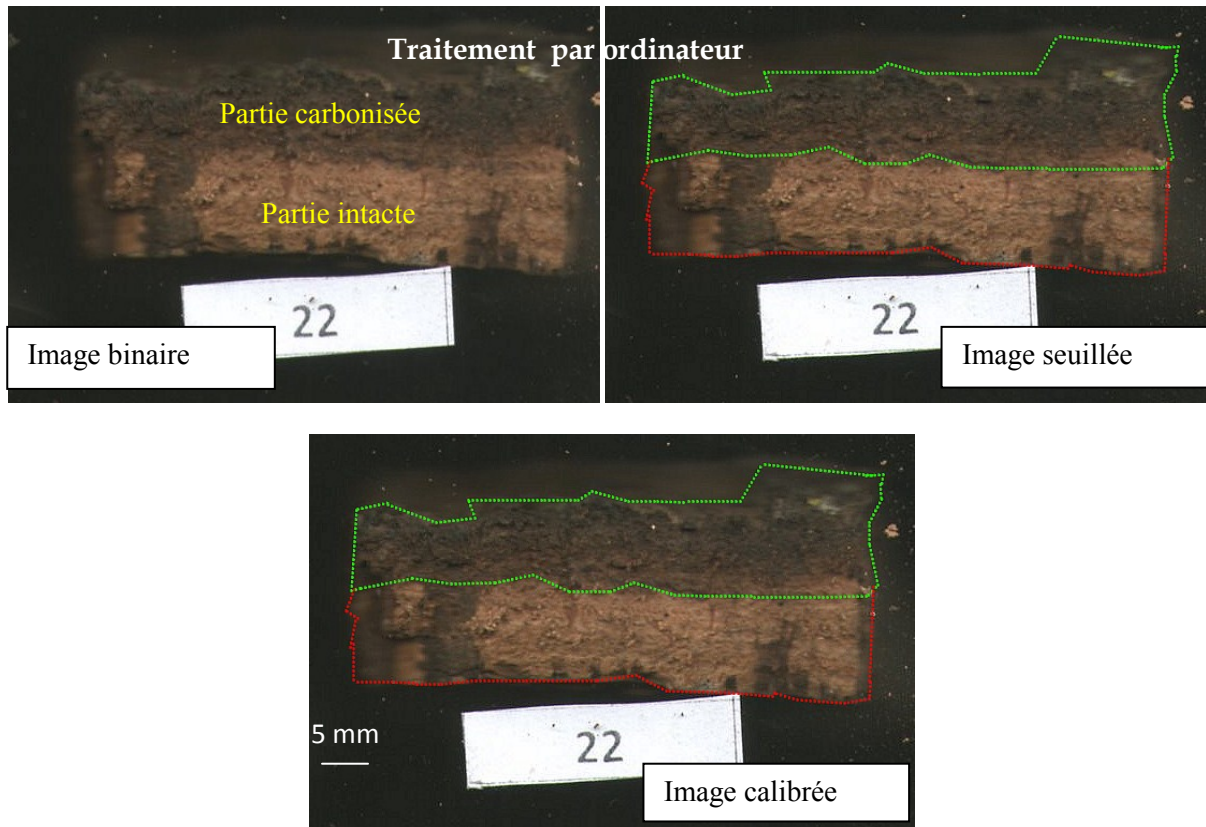 Traitement par ordinateur
Partie carbonisée
Partie intacte
22
Image binaire
22
Image seuillée
5 mm
22
Image calibrée